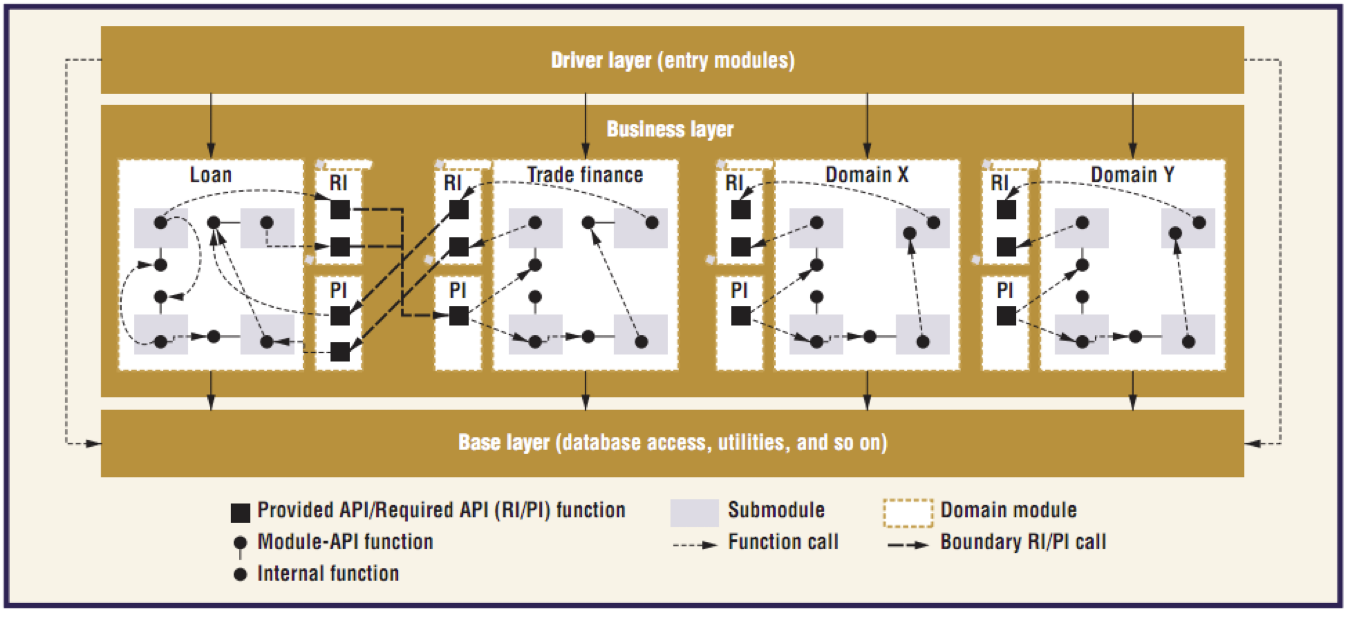 Driver layer (entry modules)
Business layer
Loan
RI
PI
RI
PI
Trade finance
RI
PI
Domain X
RI
PI
Domain Y
Base layer (database access, utilities, and so on)
Provided API/Required API (RI/PI) function
Module-API function
Internal function
Submodule
Function call
Domain module
Boundary RI/PI call